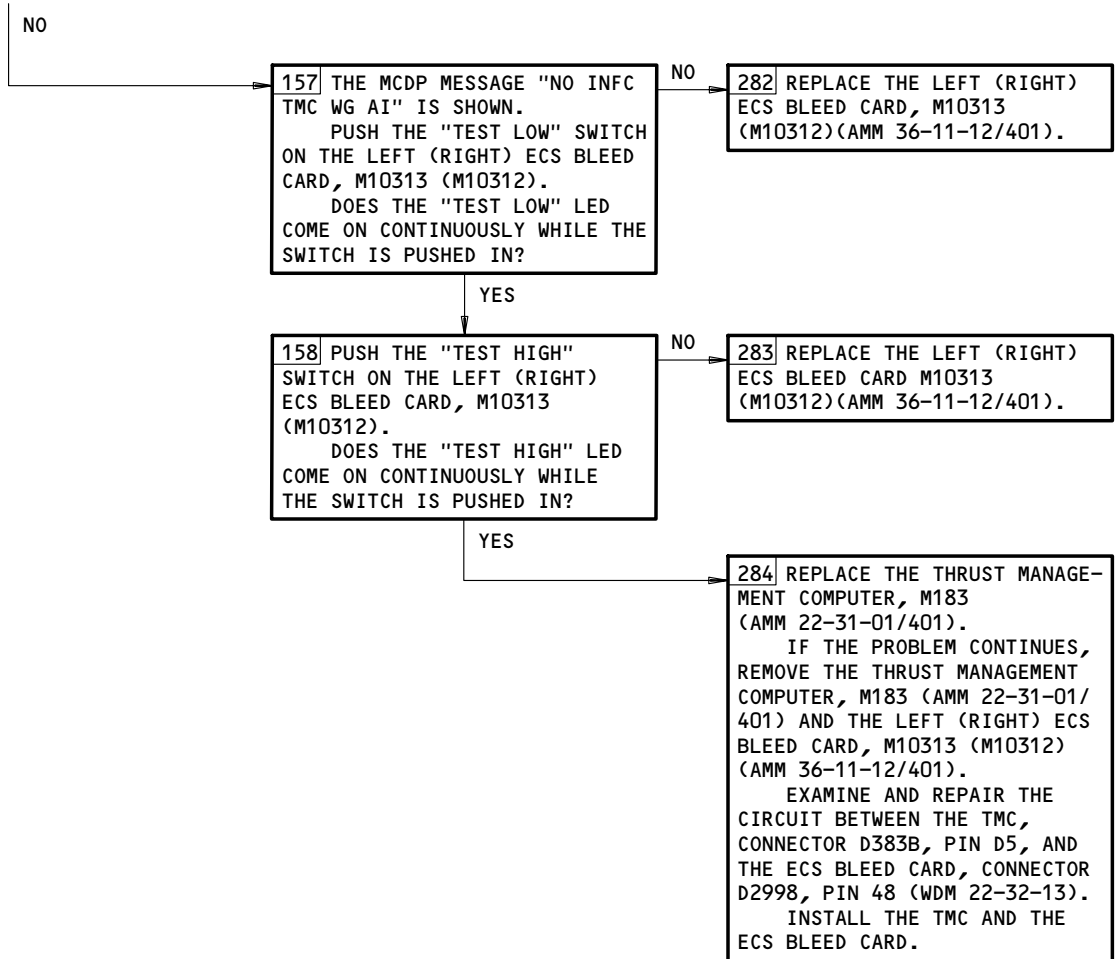 NO
157 THE MCDP MESSAGE "NO INFC
TMC WG AI" IS SHOWN.
PUSH THE "TEST LOW" SWITCH
ON THE LEFT (RIGHT) ECS BLEED
CARD, M10313 (M10312).
DOES THE "TEST LOW" LED
COME ON CONTINUOUSLY WHILE THE
SWITCH IS PUSHED IN?
NO
282 REPLACE THE LEFT (RIGHT)
ECS BLEED CARD, M10313
(M10312)(AMM 36-11-12/401).
YES
158 PUSH THE "TEST HIGH"
SWITCH ON THE LEFT (RIGHT)
ECS BLEED CARD, M10313
(M10312).
DOES THE "TEST HIGH" LED
COME ON CONTINUOUSLY WHILE
THE SWITCH IS PUSHED IN?
NO
283 REPLACE THE LEFT (RIGHT)
ECS BLEED CARD M10313
(M10312)(AMM 36-11-12/401).
YES
284 REPLACE THE THRUST MANAGE-
MENT COMPUTER, M183
(AMM 22-31-01/401).
IF THE PROBLEM CONTINUES,
REMOVE THE THRUST MANAGEMENT
COMPUTER, M183 (AMM 22-31-01/
401) AND THE LEFT (RIGHT) ECS
BLEED CARD, M10313 (M10312)
(AMM 36-11-12/401).
EXAMINE AND REPAIR THE
CIRCUIT BETWEEN THE TMC,
CONNECTOR D383B, PIN D5, AND
THE ECS BLEED CARD, CONNECTOR
D2998, PIN 48 (WDM 22-32-13).
INSTALL THE TMC AND THE
ECS BLEED CARD.